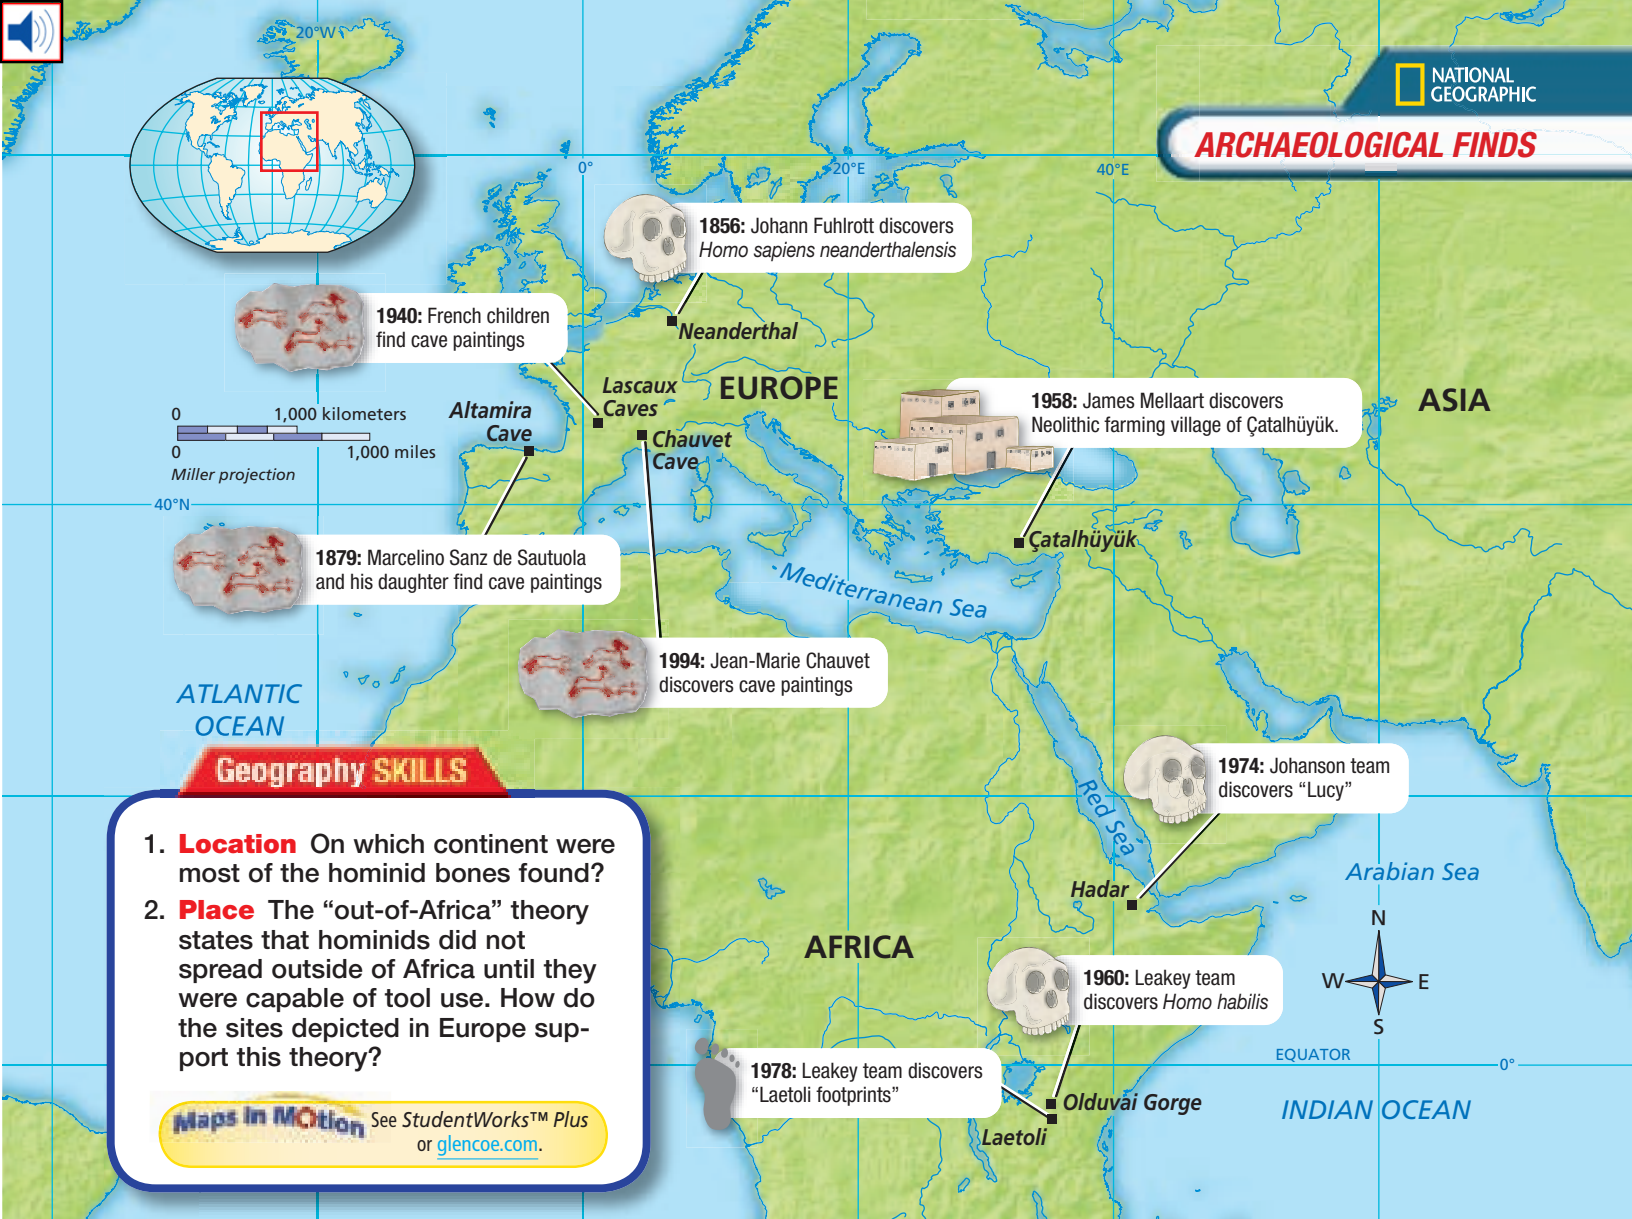 20°W
NATIONAL
GEOGRAPHIC
ARCHAEOLOGICAL FINDS
0°
20°E
40°E
1856: Johann Fuhlrott discovers
Homo sapiens neanderthalensis
1940: French children
find cave paintings
Neanderthal
Lascaux
Caves
EUROPE
ASIA
0 1,000 kilometers
0 1,000 miles
Miller projection
Altamira
Cave
Chauvet
Cave
1958: James Mellaart discovers
Neolithic farming village of Çatalhüyük.
40°N
Çatalhüyük
1879: Marcelino Sanz de Sautuola
and his daughter find cave paintings
Mediterranean Sea
1994: Jean-Marie Chauvet
discovers cave paintings
ATLANTIC
OCEAN
Geography SKILLS
1. Location On which continent were
most of the hominid bones found?
2. Place The “out-of-Africa” theory
states that hominids did not
spread outside of Africa until they
were capable of tool use. How do
the sites depicted in Europe sup-
port this theory?
Maps in MOtion
See StudentWorks™ Plus
or glencoe.com.
1974: Johanson team
discovers “Lucy”
Red Sea
Arabian Sea
Hadar
AFRICA
N
W E
S
1960: Leakey team
discovers Homo habilis
EQUATOR
0°
1978: Leakey team discovers
“Laetoli footprints”
Olduvai Gorge
Laetoli
INDIAN OCEAN